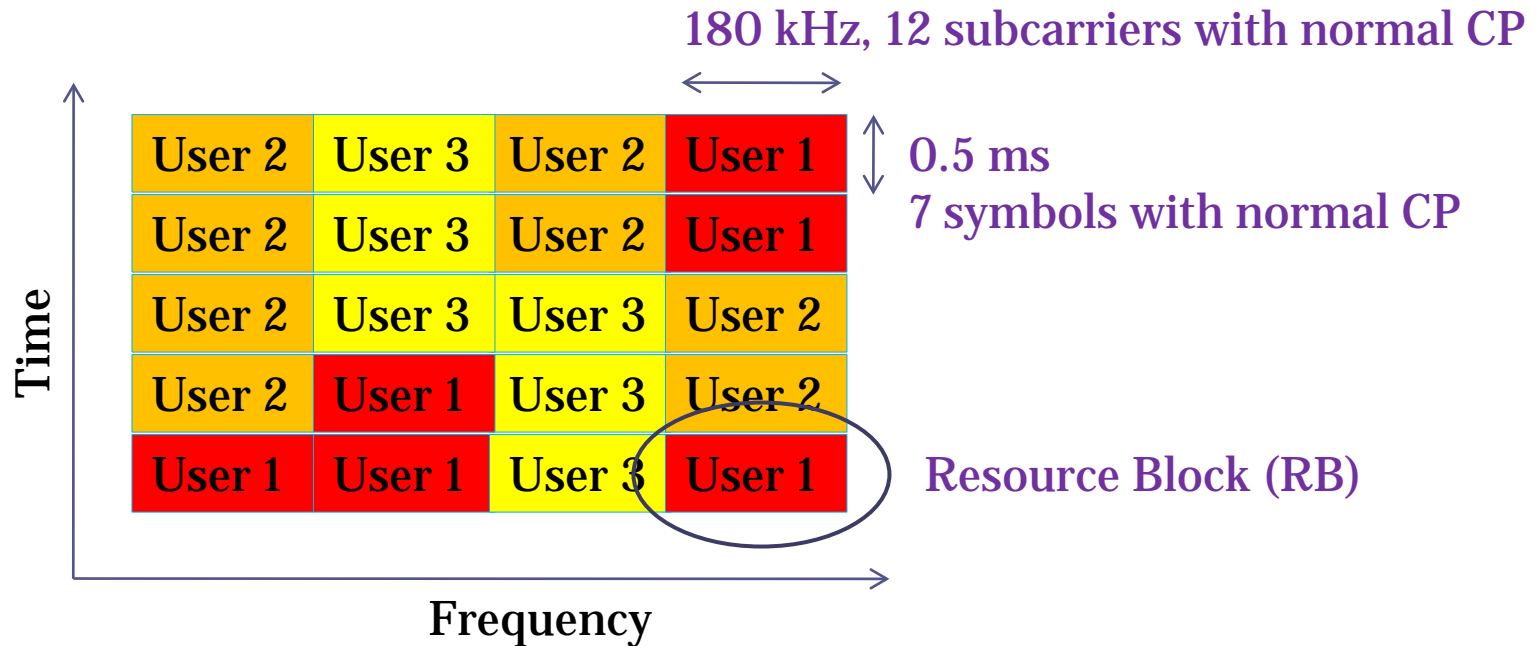 180 kHz, 12 subcarriers with normal CP
User 2 User 3 User 2 User 1
0.5 ms
7 symbols with normal CP
User 2 User 3 User 2 User 1
User 2 User 3 User 3 User 2
User 2 User 1 User 3 User 2
User 1 User 1 User 3 User 1
Resource Block (RB)
Time
Frequency